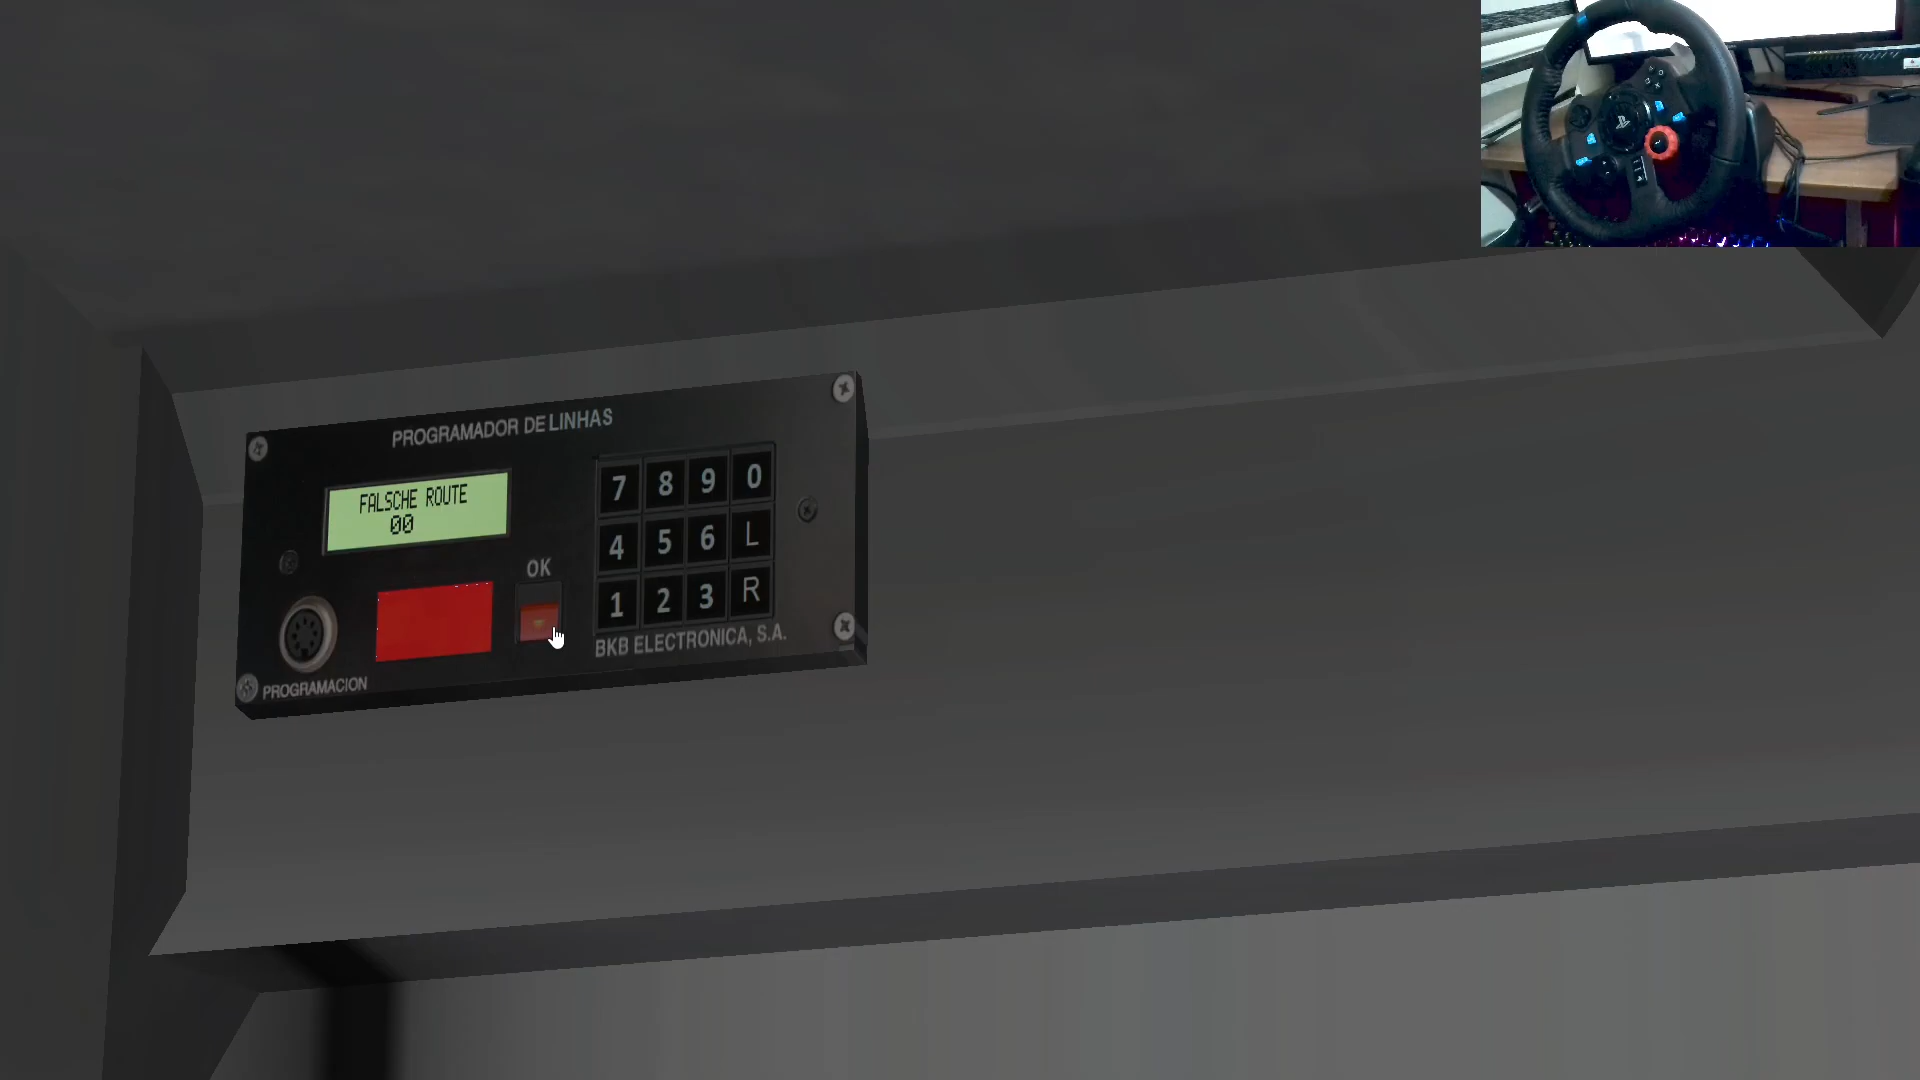 PROGRAMADOR DE LINHAS
FALSCHE ROUTE
00
OK
7 8 9 0
4 5 6 L
1 2 3 R
BKB ELECTRONICA, S.A.
PROGRAMACION